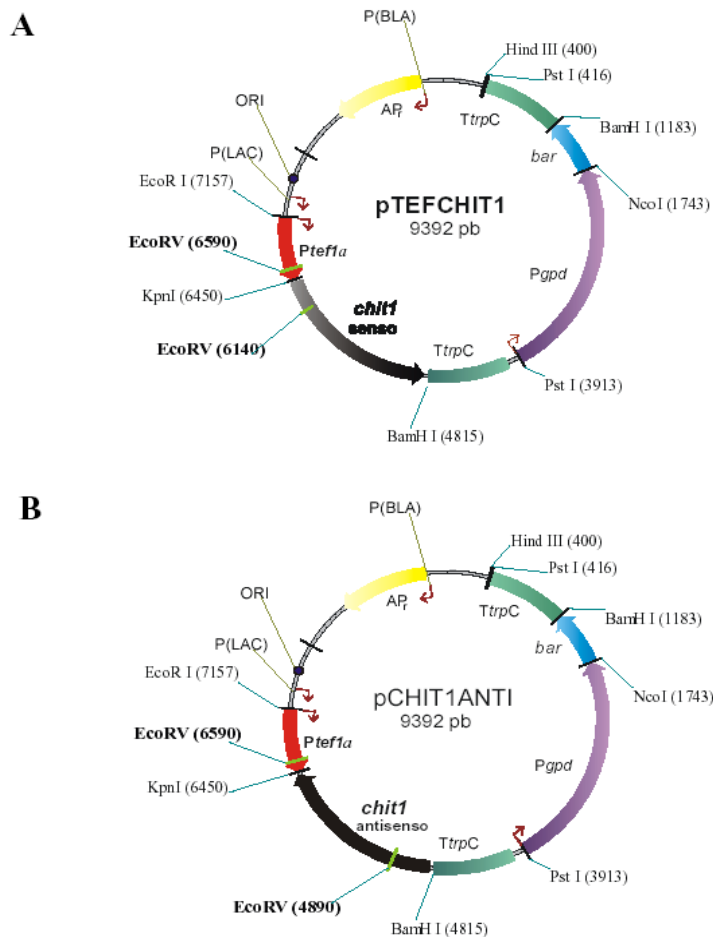 A
P(BLA)
Hind III (400)
Pst I (416)
ORI
APr
TtrpC
BamH I (1183)
P(LAC)
bar
EcoR I (7157)
NcoI (1743)
pTEFCHIT1
9392 pb
EcoRV (6590)
Ptef1a
Pgpd
KpnI (6450)
chit1
senso
EcoRV (6140)
TtrpC
Pst I (3913)
BamH I (4815)
B
P(BLA)
Hind III (400)
Pst I (416)
ORI
APr
TtrpC
BamH I (1183)
P(LAC)
bar
EcoR I (7157)
NcoI (1743)
pCHIT1ANTI
9392 pb
EcoRV (6590)
Ptef1a
Pgpd
KpnI (6450)
chit1
antisenso
TtrpC
Pst I (3913)
EcoRV (4890)
BamH I (4815)